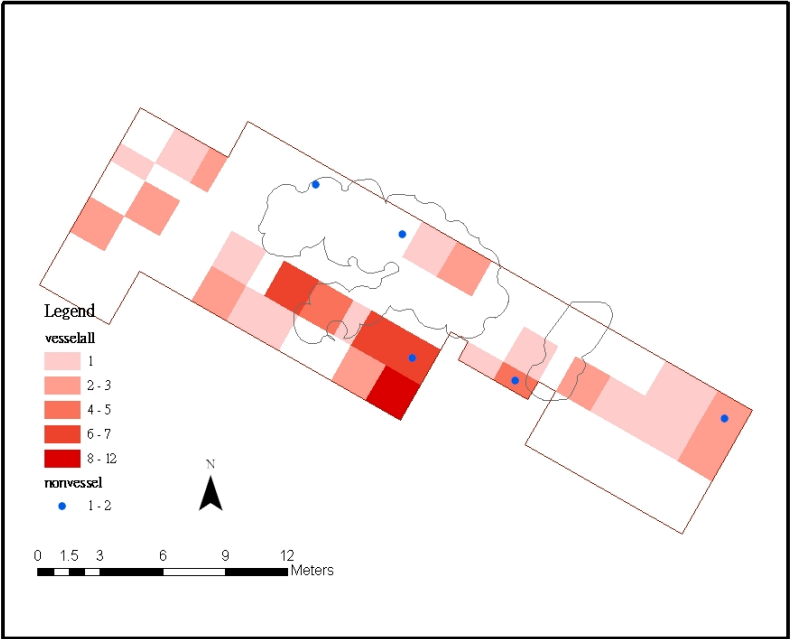 Legend
vesselall
1
2 - 3
4 - 5
6 - 7
8 - 12
nonvessel
1 - 2
N
0 1.5 3 6 9 12
Meters